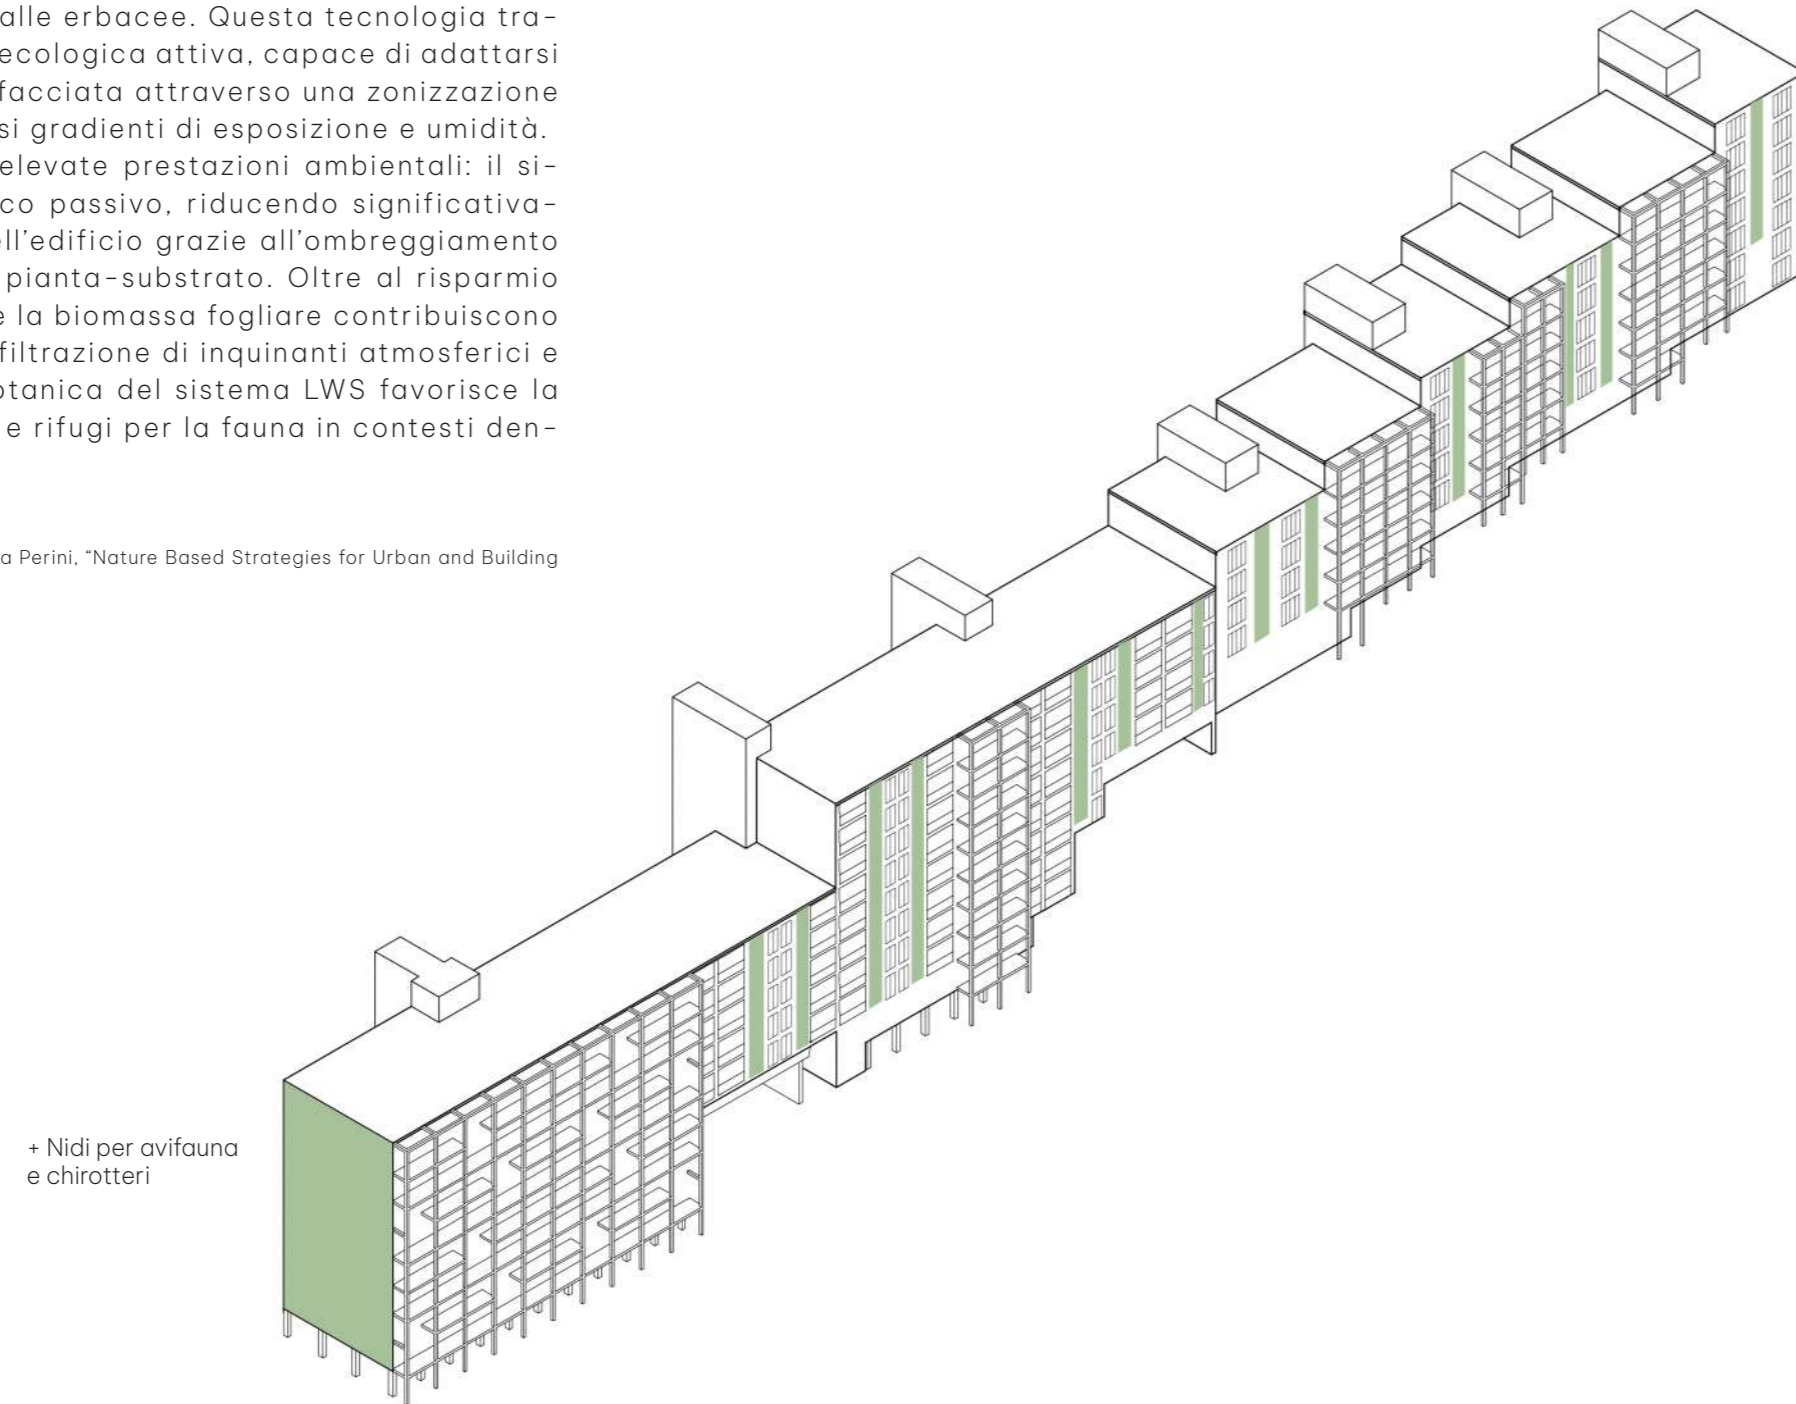 alle erbacee. Questa tecnologia tra-
ecologica attiva, capace di adattarsi
facciata attraverso una zonizzazione
si gradienti di esposizione e umidità.
elevate prestazioni ambientali: il si-
co passivo, riducendo significativa-
ell'edificio grazie all'ombreggiamento
pianta-substrato. Oltre al risparmio
e la biomassa fogliare contribuiscono
filtrazione di inquinanti atmosferici e
otanica del sistema LWS favorisce la
e rifugi per la fauna in contesti den-
a Perini, “Nature Based Strategies for Urban and Building
+ Nidi per avifauna
e chirotteri